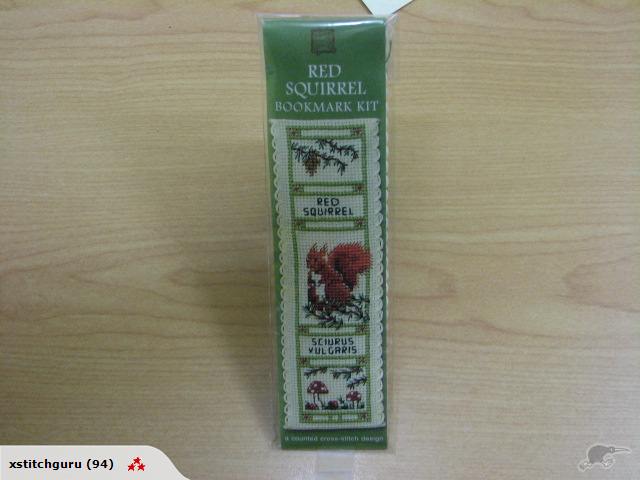 RED
SQUIRREL
BOOKMARK KIT
RED
SQUIRREL
SCIURUS
VULGARIS
a counted cross-stitch design
xstitchguru (94)